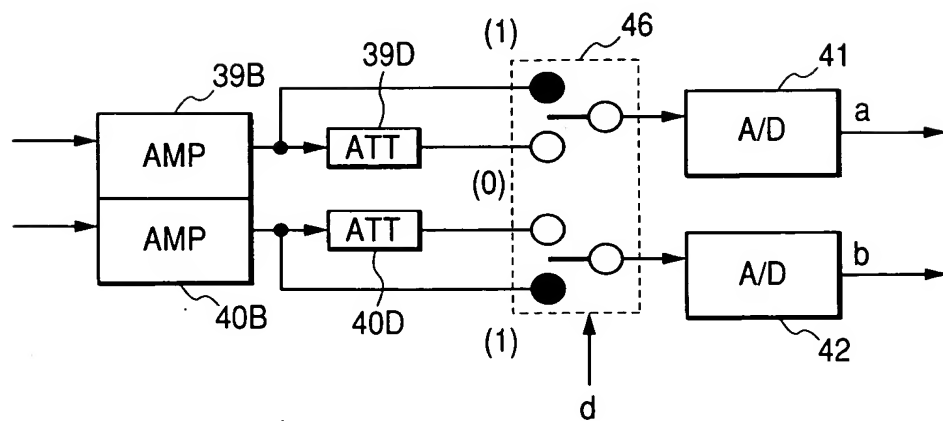 (1)
46
39B
39D
41
AMP
ATT
A/D
a
(0)
AMP
ATT
A/D
b
40B
40D
(1)
42
d